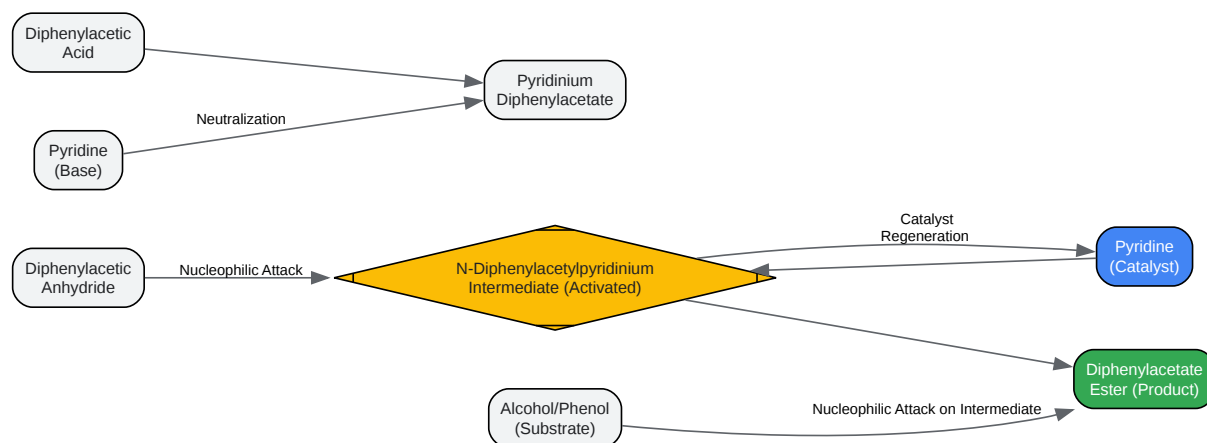 Diphenylacetic
Acid
Pyridinium
Diphenylacetate
Neutralization
Pyridine
(Base)
Catalyst
Regeneration
Pyridine
(Catalyst)
Diphenylacetic
Anhydride
Nucleophilic Attack
N-Diphenylacetylpyridinium
Intermediate (Activated)
Diphenylacetate
Ester (Product)
Alcohol/Phenol
(Substrate)
Nucleophilic Attack on Intermediate